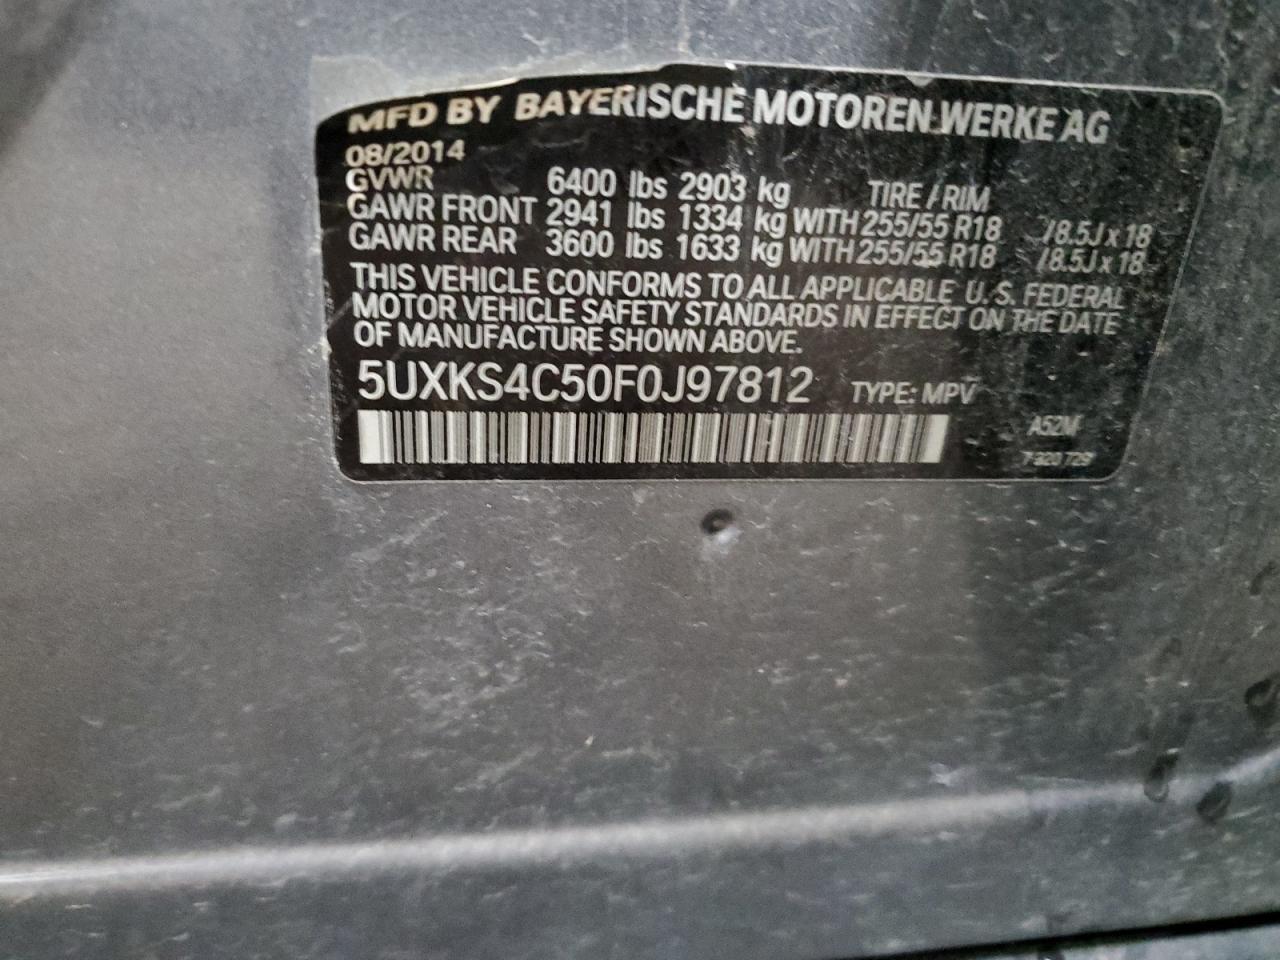 MFD BY BAYERISCHE MOTOREN WERKE AG
08/2014
GVWR 6400 lbs 2903 kg TIRE / RIM
GAWR FRONT 2941 lbs 1334 kg WITH 255/55 R18 /8.5J x 18
GAWR REAR 3600 lbs 1633 kg WITH 255/55 R18 /8.5J x 18
THIS VEHICLE CONFORMS TO ALL APPLICABLE U.S. FEDERAL
MOTOR VEHICLE SAFETY STANDARDS IN EFFECT ON THE DATE
OF MANUFACTURE SHOWN ABOVE.
5UXKS4C50F0J97812 TYPE: MPV
A52M